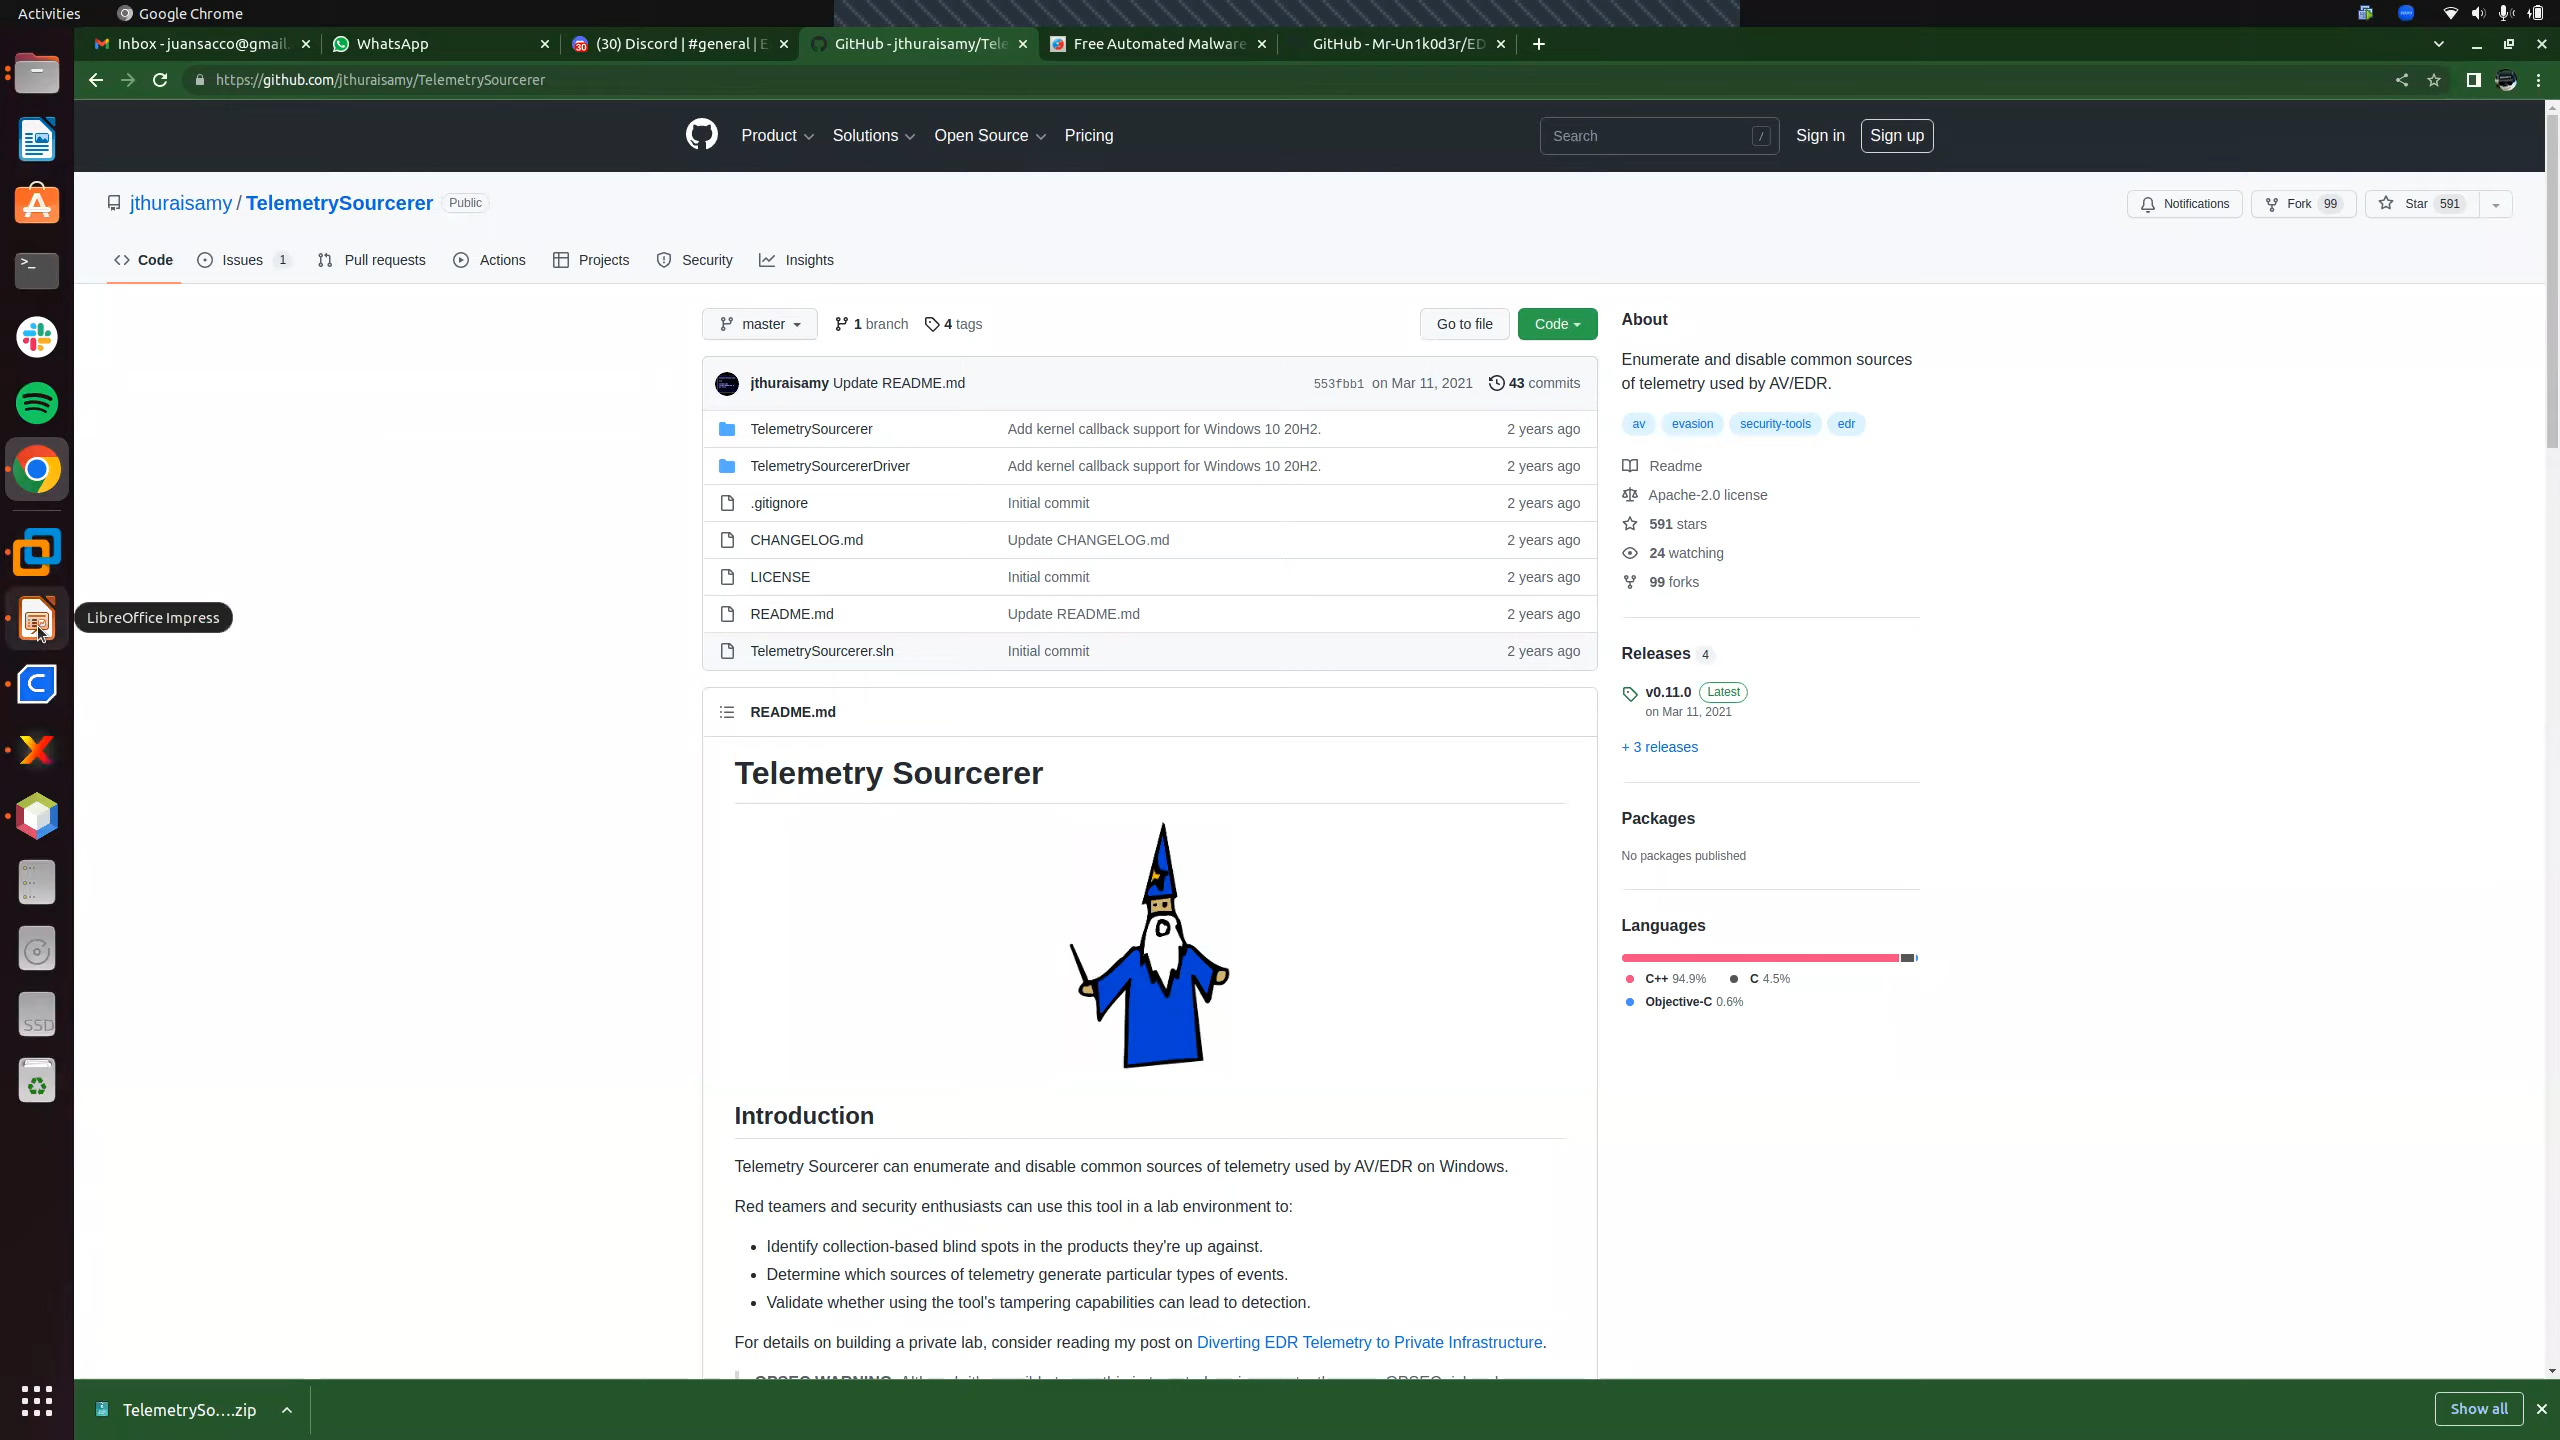 Activities
Google Chrome
Inbox - juansacco@gmail.
WhatsApp
30
(30) Discord | #general | E
GitHub - jthuraisamy/Tele
Free Automated Malware
GitHub - Mr-Un1k0d3r/ED
https://github.com/jthuraisamy/TelemetrySourcerer
Product
Solutions
Open Source
Pricing
Search
/
Sign in
Sign up
jthuraisamy / TelemetrySourcerer
Public
Notifications
Fork 99
Star 591
Code
Issues 1
Pull requests
Actions
Projects
Security
Insights
master
1 branch
4 tags
Go to file
Code
jthuraisamy Update README.md
553fbb1 on Mar 11, 2021
43 commits
TelemetrySourcerer Add kernel callback support for Windows 10 20H2. 2 years ago
TelemetrySourcererDriver Add kernel callback support for Windows 10 20H2. 2 years ago
.gitignore Initial commit 2 years ago
CHANGELOG.md Update CHANGELOG.md 2 years ago
LICENSE Initial commit 2 years ago
README.md Update README.md 2 years ago
TelemetrySourcerer.sln Initial commit 2 years ago
LibreOffice Impress
SSD
README.md
Telemetry Sourcerer
Introduction
Telemetry Sourcerer can enumerate and disable common sources of telemetry used by AV/EDR on Windows.
Red teamers and security enthusiasts can use this tool in a lab environment to:
• Identify collection-based blind spots in the products they're up against.
• Determine which sources of telemetry generate particular types of events.
• Validate whether using the tool's tampering capabilities can lead to detection.
For details on building a private lab, consider reading my post on Diverting EDR Telemetry to Private Infrastructure.
About
Enumerate and disable common sources
of telemetry used by AV/EDR.
av
evasion
security-tools
edr
Readme
Apache-2.0 license
591 stars
24 watching
99 forks
Releases 4
v0.11.0 Latest
on Mar 11, 2021
+ 3 releases
Packages
No packages published
Languages
C++ 94.9%
C 4.5%
Objective-C 0.6%
TelemetrySo....zip
Show all